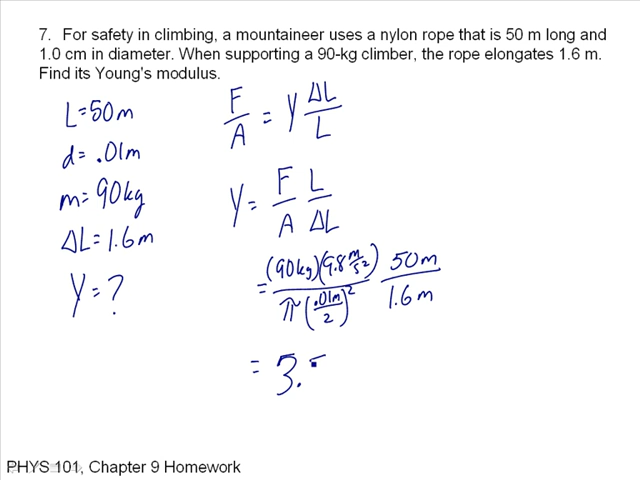 7. For safety in climbing, a mountaineer uses a nylon rope that is 50 m long and
1.0 cm in diameter. When supporting a 90-kg climber, the rope elongates 1.6 m.
Find its Young's modulus.
L=50m
d= .01m
m=90kg
ΔL=1.6m
Y=?
F/A = Y ΔL/L
Y= F/A L/ΔL
= (90kg)(9.8 m/s²)/π(.01m/2)² 50m/1.6m
= 3.
PHYS 101, Chapter 9 Homework